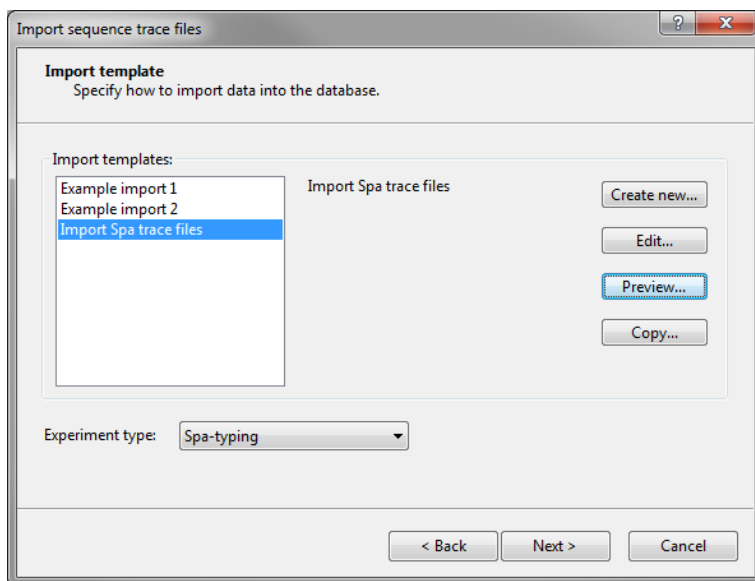 Import sequence trace files
?
X
Import template
Specify how to import data into the database.
Import templates:
Example import 1
Example import 2
Import Spa trace files
Import Spa trace files
Create new...
Edit...
Preview...
Copy...
Experiment type:
Spa-typing
< Back
Next >
Cancel